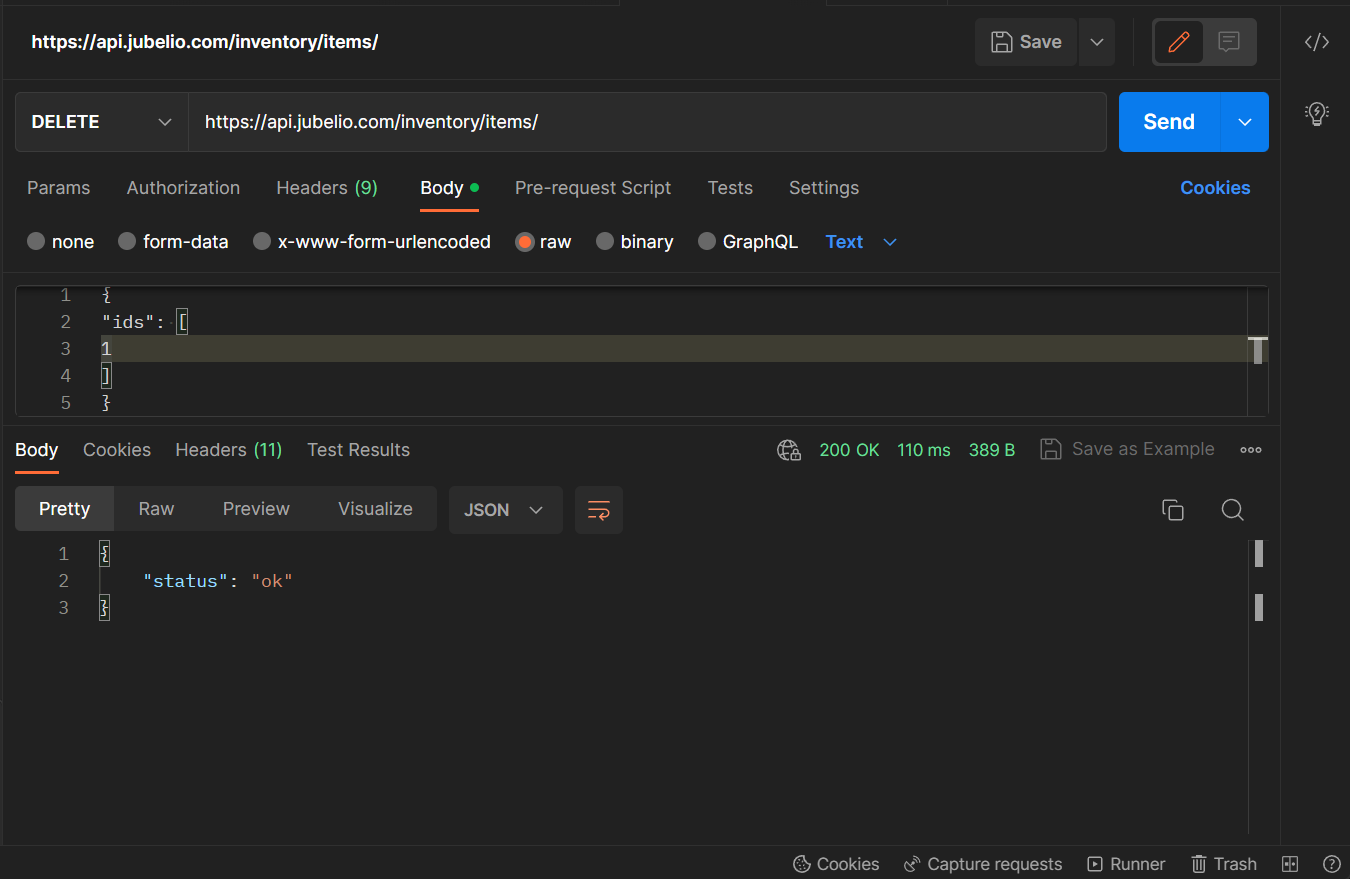 https://api.jubelio.com/inventory/items/
Save
DELETE
https://api.jubelio.com/inventory/items/
Send
Params Authorization Headers (9) Body Pre-request Script Tests Settings Cookies
none form-data x-www-form-urlencoded raw binary GraphQL Text
1 {
2 "ids": [
3 1
4 ]
5 }
Body Cookies Headers (11) Test Results 200 OK 110 ms 389 B Save as Example
Pretty Raw Preview Visualize JSON
1 {
2 "status": "ok"
3 }
Cookies Capture requests Runner Trash